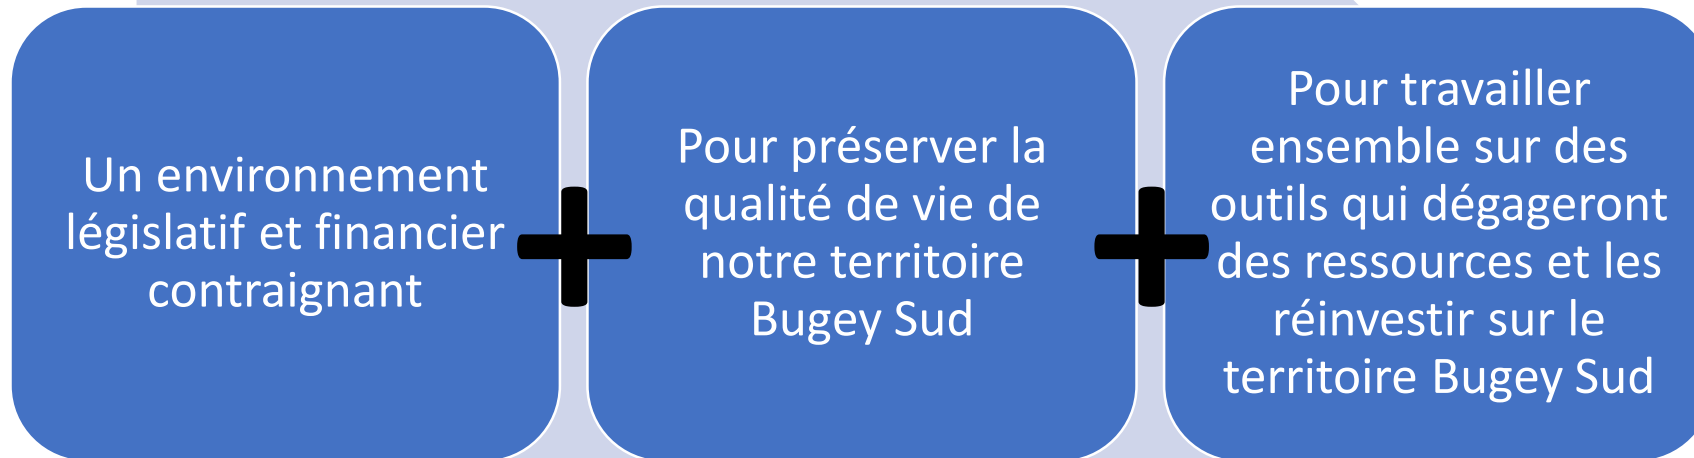 Un environnement
législatif et financier
contraignant
Pour préserver la
qualité de vie de
notre territoire
Bugey Sud
Pour travailler
ensemble sur des
outils qui dégageront
des ressources et les
réinvestir sur le
territoire Bugey Sud